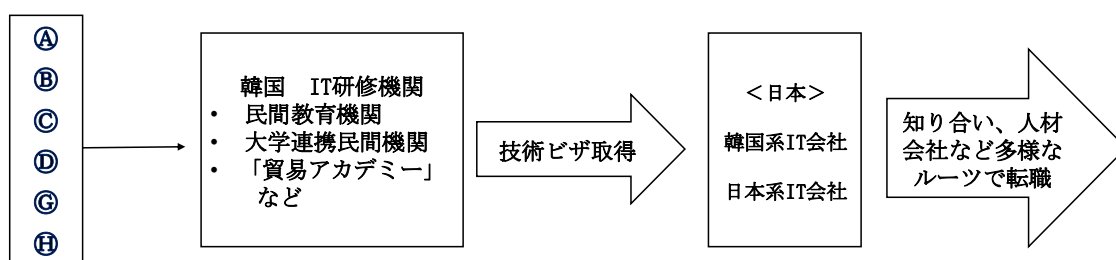 Ⓐ
Ⓑ
Ⓒ
Ⓓ
Ⓖ
Ⓗ
韓国　IT研修機関
• 民間教育機関
• 大学連携民間機関
• 「貿易アカデミー」
など
技術ビザ取得
＜日本＞
韓国系IT会社
日本系IT会社
知り合い、人材
会社など多様な
ルーツで転職